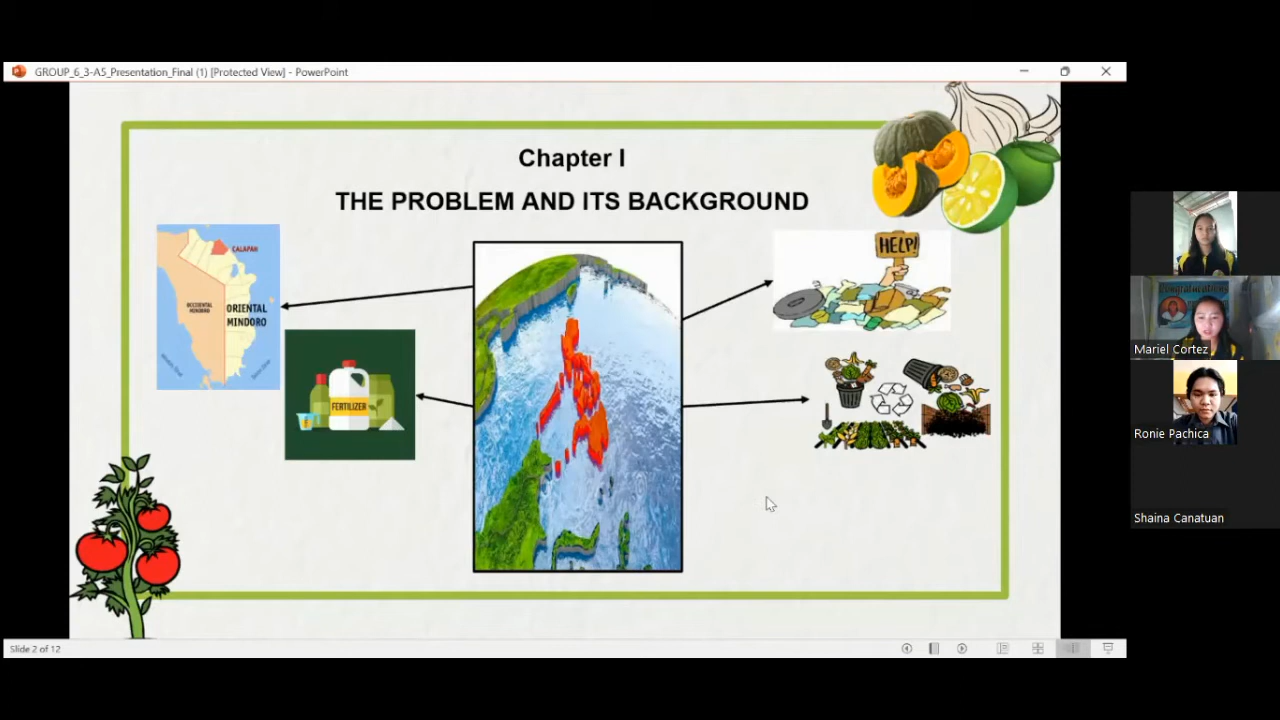 GROUP_6_3-A5_Presentation_Final (1) [Protected View] - PowerPoint
Chapter I
THE PROBLEM AND ITS BACKGROUND
CALAPAN
OCCIDENTAL
MINDORO
ORIENTAL
MINDORO
FERTILIZER
HELP!
Mariel Cortez
Ronie Pachica
Shaina Canatuan
Slide 2 of 12